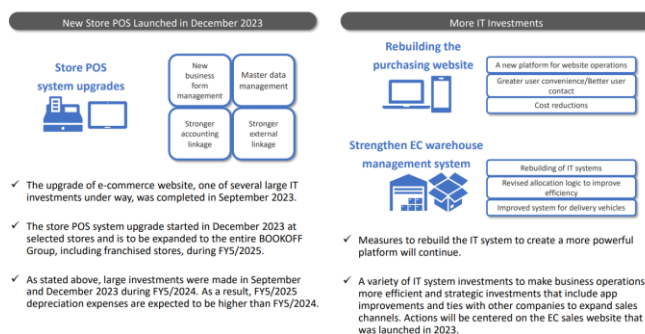 New Store POS Launched in December 2023
Store POS
system upgrades
New
business
form
management
Master data
management
Stronger
accounting
linkage
Stronger
external
linkage
✓ The upgrade of e-commerce website, one of several large IT
investments under way, was completed in September 2023.
✓ The store POS system upgrade started in December 2023 at
selected stores and is to be expanded to the entire BOOKOFF
Group, including franchised stores, during FY5/2025.
✓ As stated above, large investments were made in September
and December 2023 during FY5/2024. As a result, FY5/2025
depreciation expenses are expected to be higher than FY5/2024.
More IT Investments
Rebuilding the
purchasing website
A new platform for website operations
Greater user convenience/Better user
contact
Cost reductions
Strengthen EC warehouse
management system
Rebuilding of IT systems
Revised allocation logic to improve
efficiency
Improved system for delivery vehicles
✓ Measures to rebuild the IT system to create a more powerful
platform will continue.
✓ A variety of IT system investments to make business operations
more efficient and strategic investments that include app
improvements and ties with other companies to expand sales
channels. Actions will be centered on the EC sales website that
was launched in 2023.